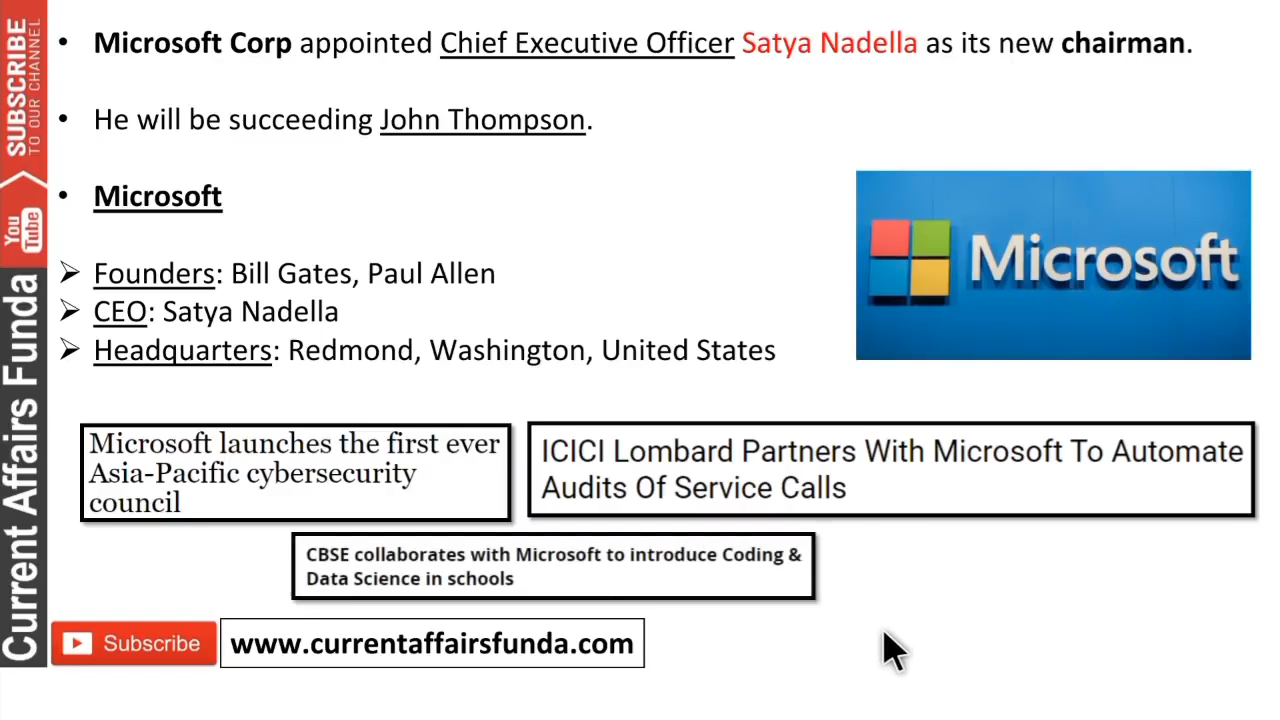 • Microsoft Corp appointed Chief Executive Officer Satya Nadella as its new chairman.
• He will be succeeding John Thompson.
• Microsoft
➢ Founders: Bill Gates, Paul Allen
➢ CEO: Satya Nadella
➢ Headquarters: Redmond, Washington, United States
Microsoft
Microsoft launches the first ever
Asia-Pacific cybersecurity
council
ICICI Lombard Partners With Microsoft To Automate
Audits Of Service Calls
CBSE collaborates with Microsoft to introduce Coding &
Data Science in schools
Subscribe
www.currentaffairsfunda.com
SUBSCRIBE
TO OUR CHANNEL
You
Tube
Current Affairs Funda